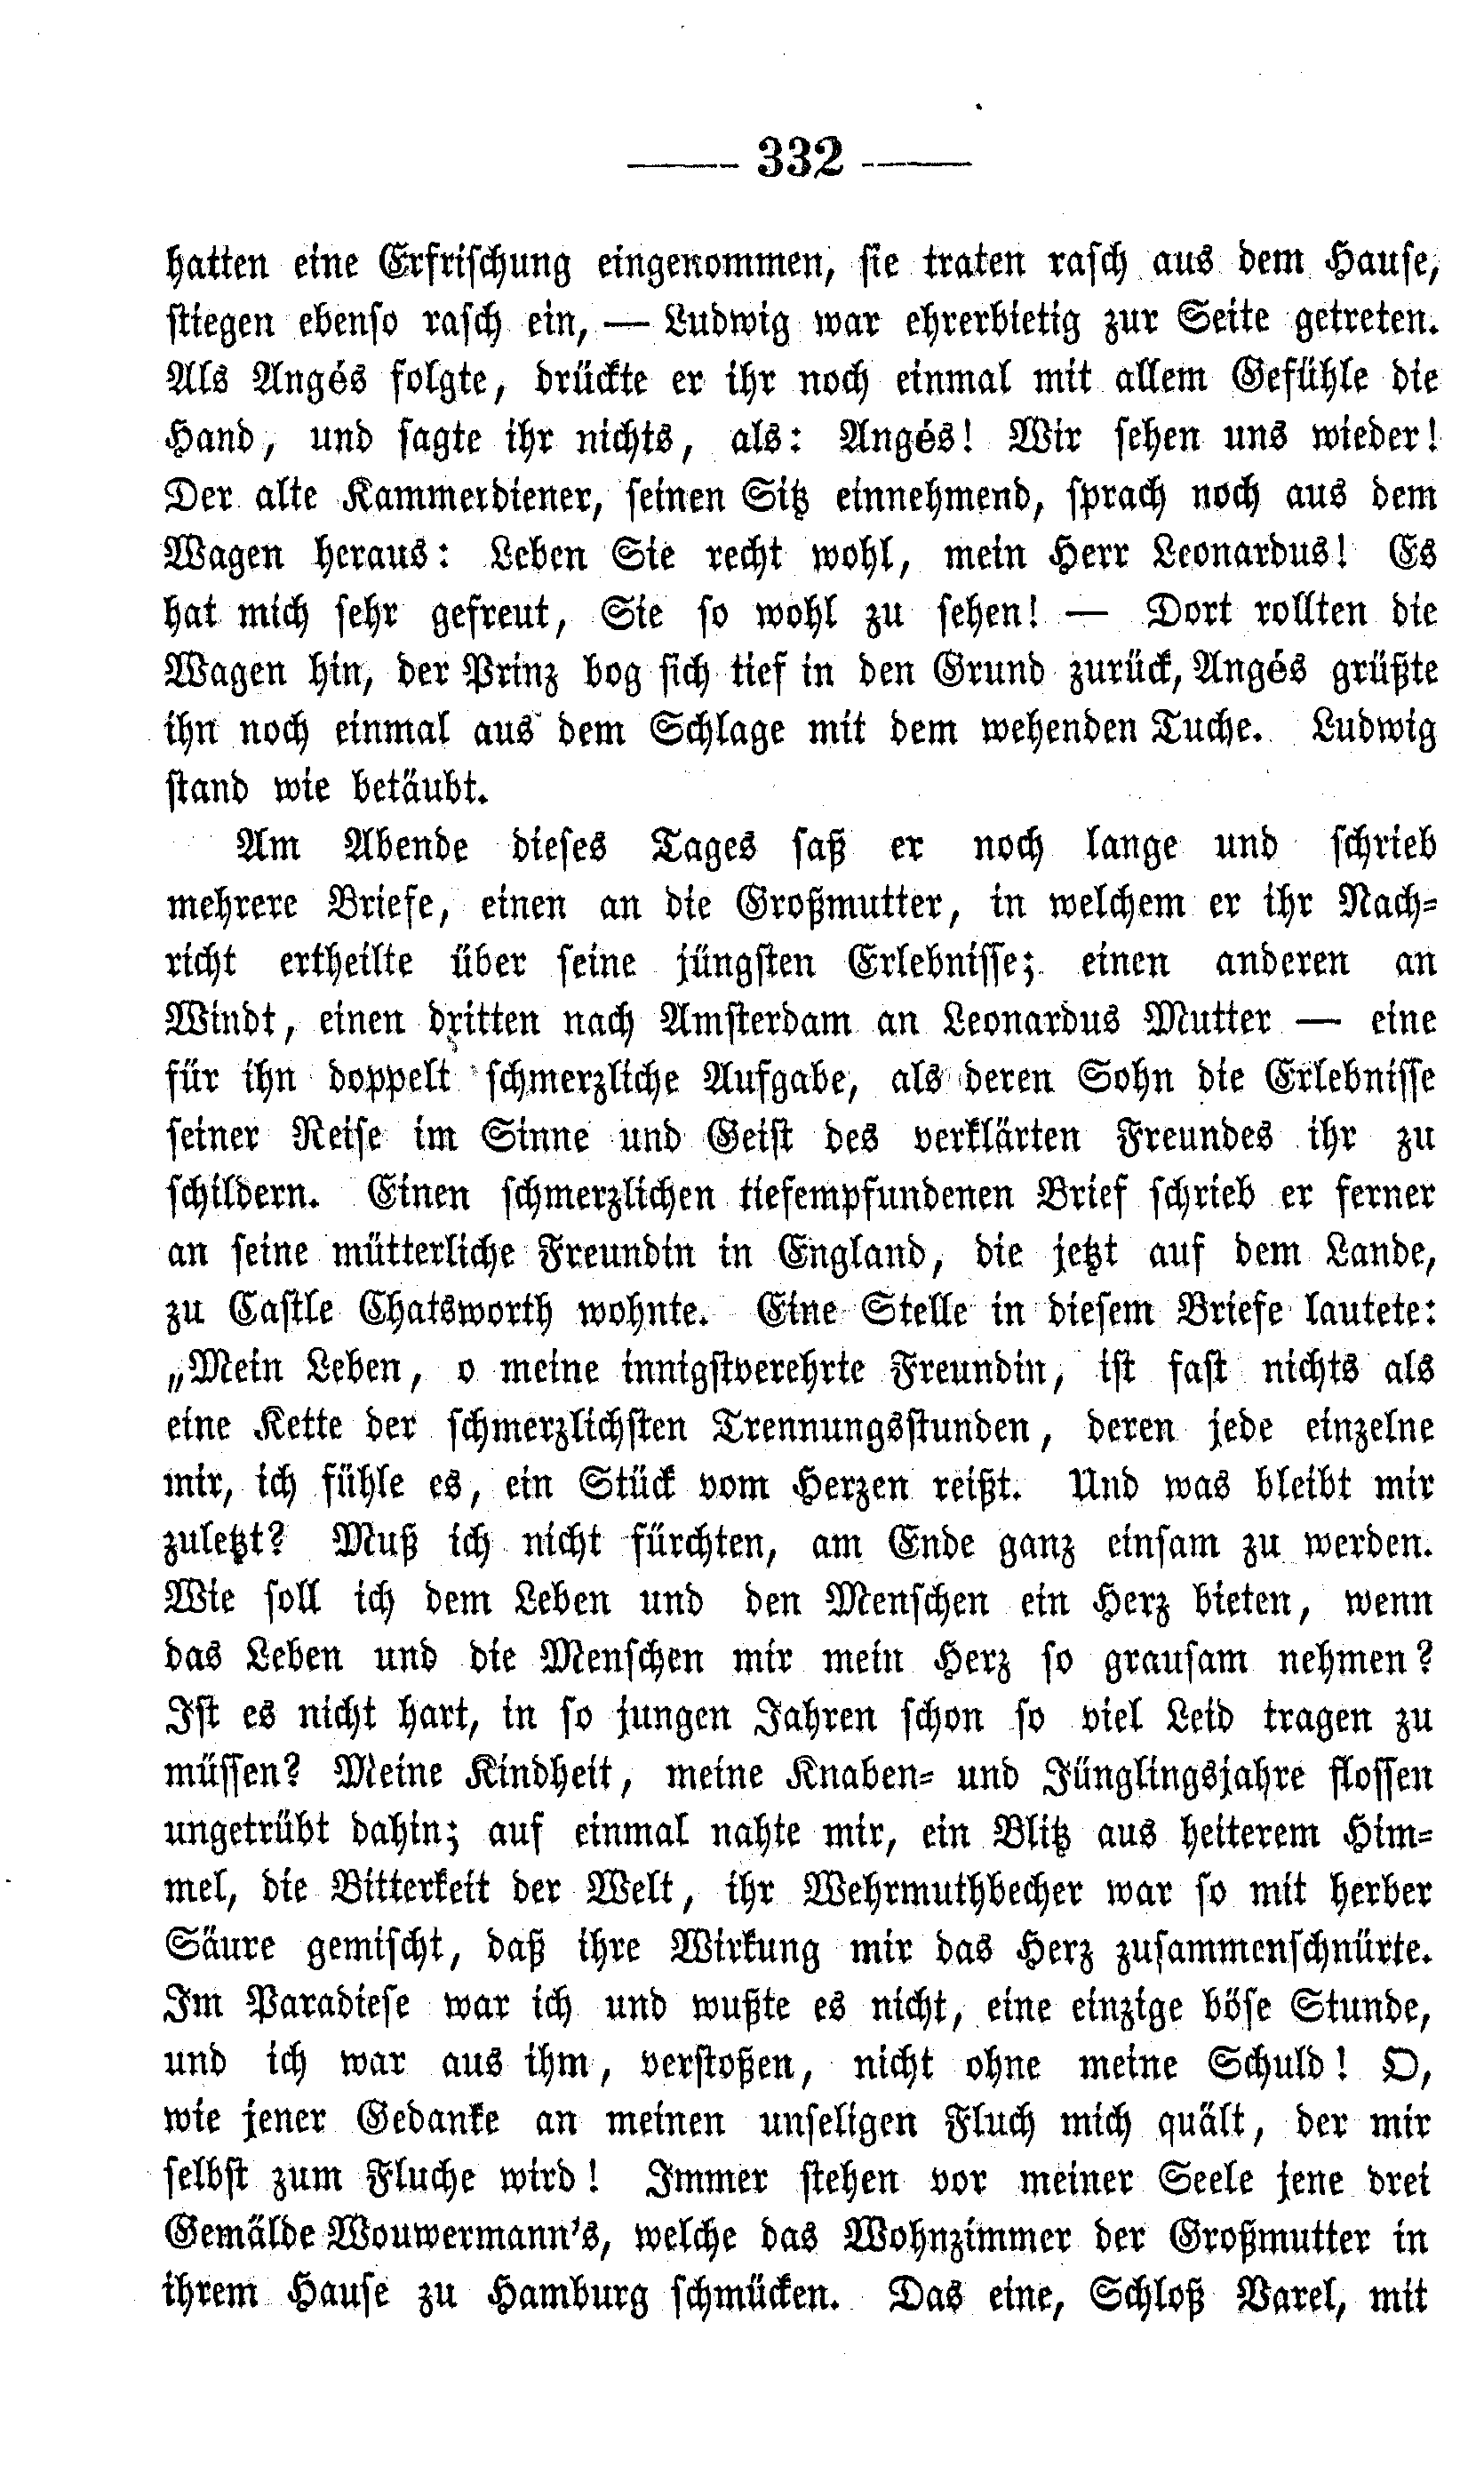 ——— 332 ———
hatten eine Erfrischung eingenommen, sie traten rasch aus dem Hause,
stiegen ebenso rasch ein, — Ludwig war ehrerbietig zur Seite getreten.
Als Angés folgte, drückte er ihr noch einmal mit allem Gefühle die
Hand, und sagte ihr nichts, als: Angés! Wir sehen uns wieder!
Der alte Kammerdiener, seinen Sitz einnehmend, sprach noch aus dem
Wagen heraus: Leben Sie recht wohl, mein Herr Leonardus! Es
hat mich sehr gefreut, Sie so wohl zu sehen! — Dort rollten die
Wagen hin, der Prinz bog sich tief in den Grund zurück, Angés grüßte
ihn noch einmal aus dem Schlage mit dem wehenden Tuche. Ludwig
stand wie betäubt.
Am Abende dieses Tages saß er noch lange und schrieb
mehrere Briefe, einen an die Großmutter, in welchem er ihr Nach-
richt ertheilte über seine jüngsten Erlebnisse; einen anderen an
Windt, einen dritten nach Amsterdam an Leonardus Mutter — eine
für ihn doppelt schmerzliche Aufgabe, als deren Sohn die Erlebnisse
seiner Reise im Sinne und Geist des verklärten Freundes ihr zu
schildern. Einen schmerzlichen tiefempfundenen Brief schrieb er ferner
an seine mütterliche Freundin in England, die jetzt auf dem Lande,
zu Castle Chatsworth wohnte. Eine Stelle in diesem Briefe lautete:
„Mein Leben, o meine innigstverehrte Freundin, ist fast nichts als
eine Kette der schmerzlichsten Trennungsstunden, deren jede einzelne
mir, ich fühle es, ein Stück vom Herzen reißt. Und was bleibt mir
zuletzt? Muß ich nicht fürchten, am Ende ganz einsam zu werden.
Wie soll ich dem Leben und den Menschen ein Herz bieten, wenn
das Leben und die Menschen mir mein Herz so grausam nehmen?
Ist es nicht hart, in so jungen Jahren schon so viel Leid tragen zu
müssen? Meine Kindheit, meine Knaben- und Jünglingsjahre flossen
ungetrübt dahin; auf einmal nahte mir, ein Blitz aus heiterem Him-
mel, die Bitterkeit der Welt, ihr Wehrmuthbecher war so mit herber
Säure gemischt, daß ihre Wirkung mir das Herz zusammenschnürte.
Im Paradiese war ich und wußte es nicht, eine einzige böse Stunde,
und ich war aus ihm, verstoßen, nicht ohne meine Schuld! O,
wie jener Gedanke an meinen unseligen Fluch mich quält, der mir
selbst zum Fluche wird! Immer stehen vor meiner Seele jene drei
Gemälde Wouwermann's, welche das Wohnzimmer der Großmutter in
ihrem Hause zu Hamburg schmücken. Das eine, Schloß Varel, mit